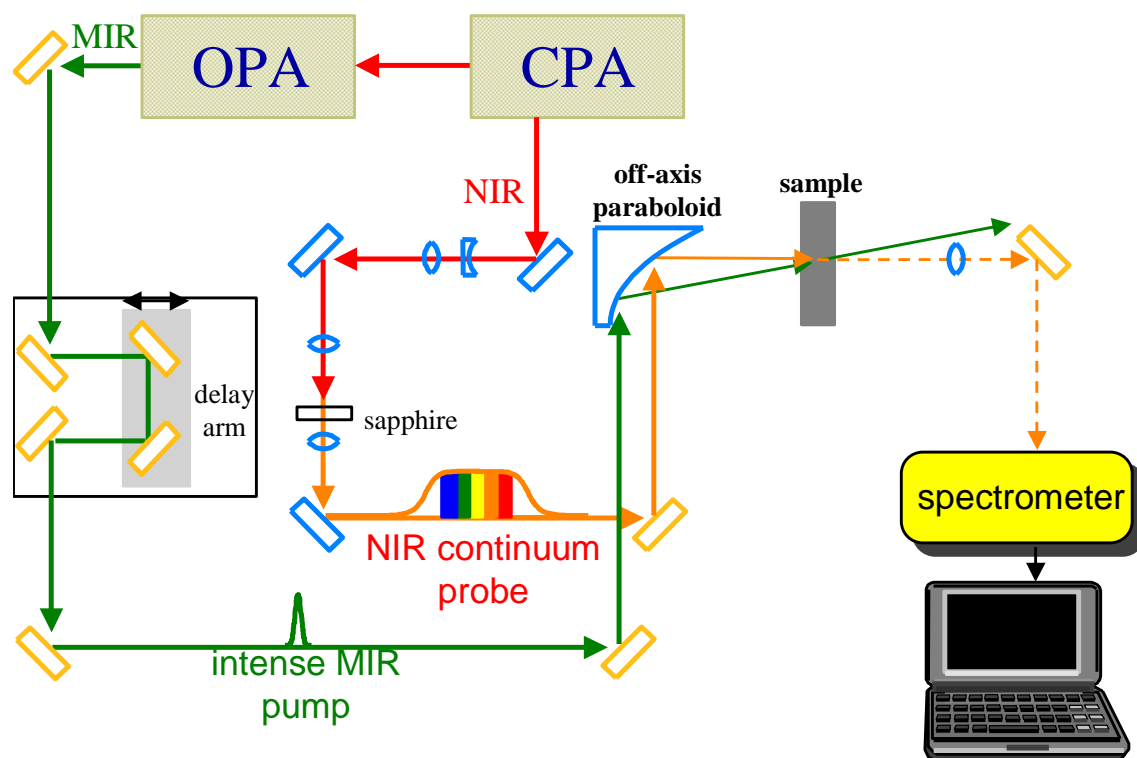 MIR
OPA
CPA
NIR
off-axis
paraboloid
sample
delay
arm
sapphire
NIR continuum
probe
spectrometer
intense MIR
pump